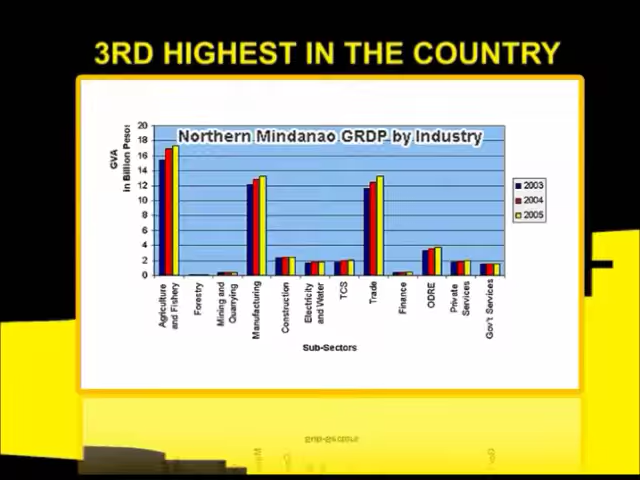 3RD HIGHEST IN THE COUNTRY
Northern Mindanao GRDP by Industry
GVA
in Billion Pesos
20
18
16
14
12
10
8
6
4
2
0
2003
2004
2005
Agriculture and Fishery
Forestry
Mining and Quarrying
Manufacturing
Construction
Electricity and Water
TCS
Trade
Finance
ODRE
Private Services
Gov't Services
Sub-Sectors